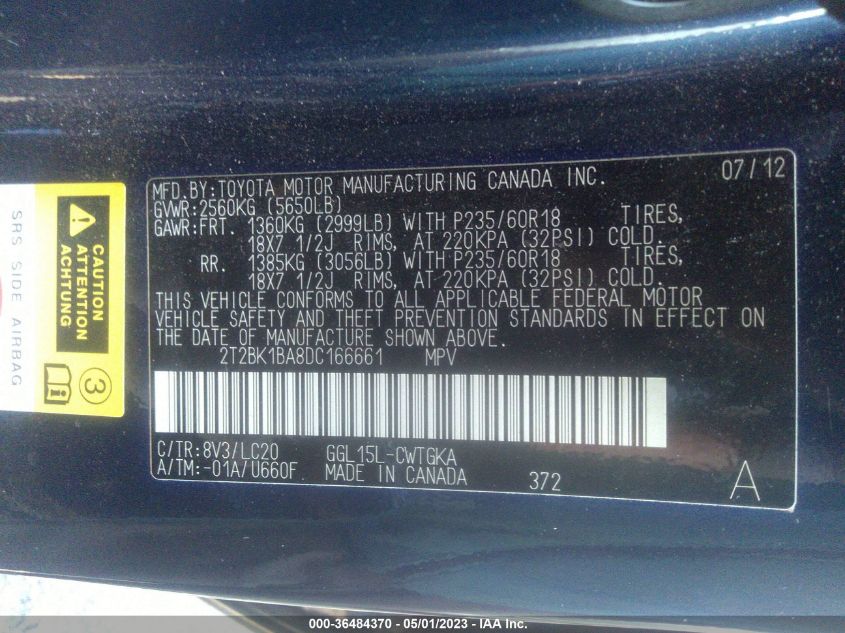 MFD.BY:TOYOTA MOTOR MANUFACTURING CANADA INC. 07/12
GVWR:2560KG (5650LB)
GAWR:FRT. 1360KG (2999LB) WITH P235/60R18 TIRES,
18X7 1/2J RIMS, AT 220KPA (32PSI) COLD.
RR. 1385KG (3056LB) WITH P235/60R18 TIRES,
18X7 1/2J RIMS, AT 220KPA (32PSI) COLD.
THIS VEHICLE CONFORMS TO ALL APPLICABLE FEDERAL MOTOR
VEHICLE SAFETY AND THEFT PREVENTION STANDARDS IN EFFECT ON
THE DATE OF MANUFACTURE SHOWN ABOVE.
2T2BK1BA8DC166661 MPV
C/TR:8V3/LC20 GGL15L-CWTGKA
A/TM:-01A/U660F MADE IN CANADA 372 A
CAUTION
ATTENTION
ACHTUNG
3
SRS SIDE AIRBAG
000-36484370 - 05/01/2023 - IAA Inc.